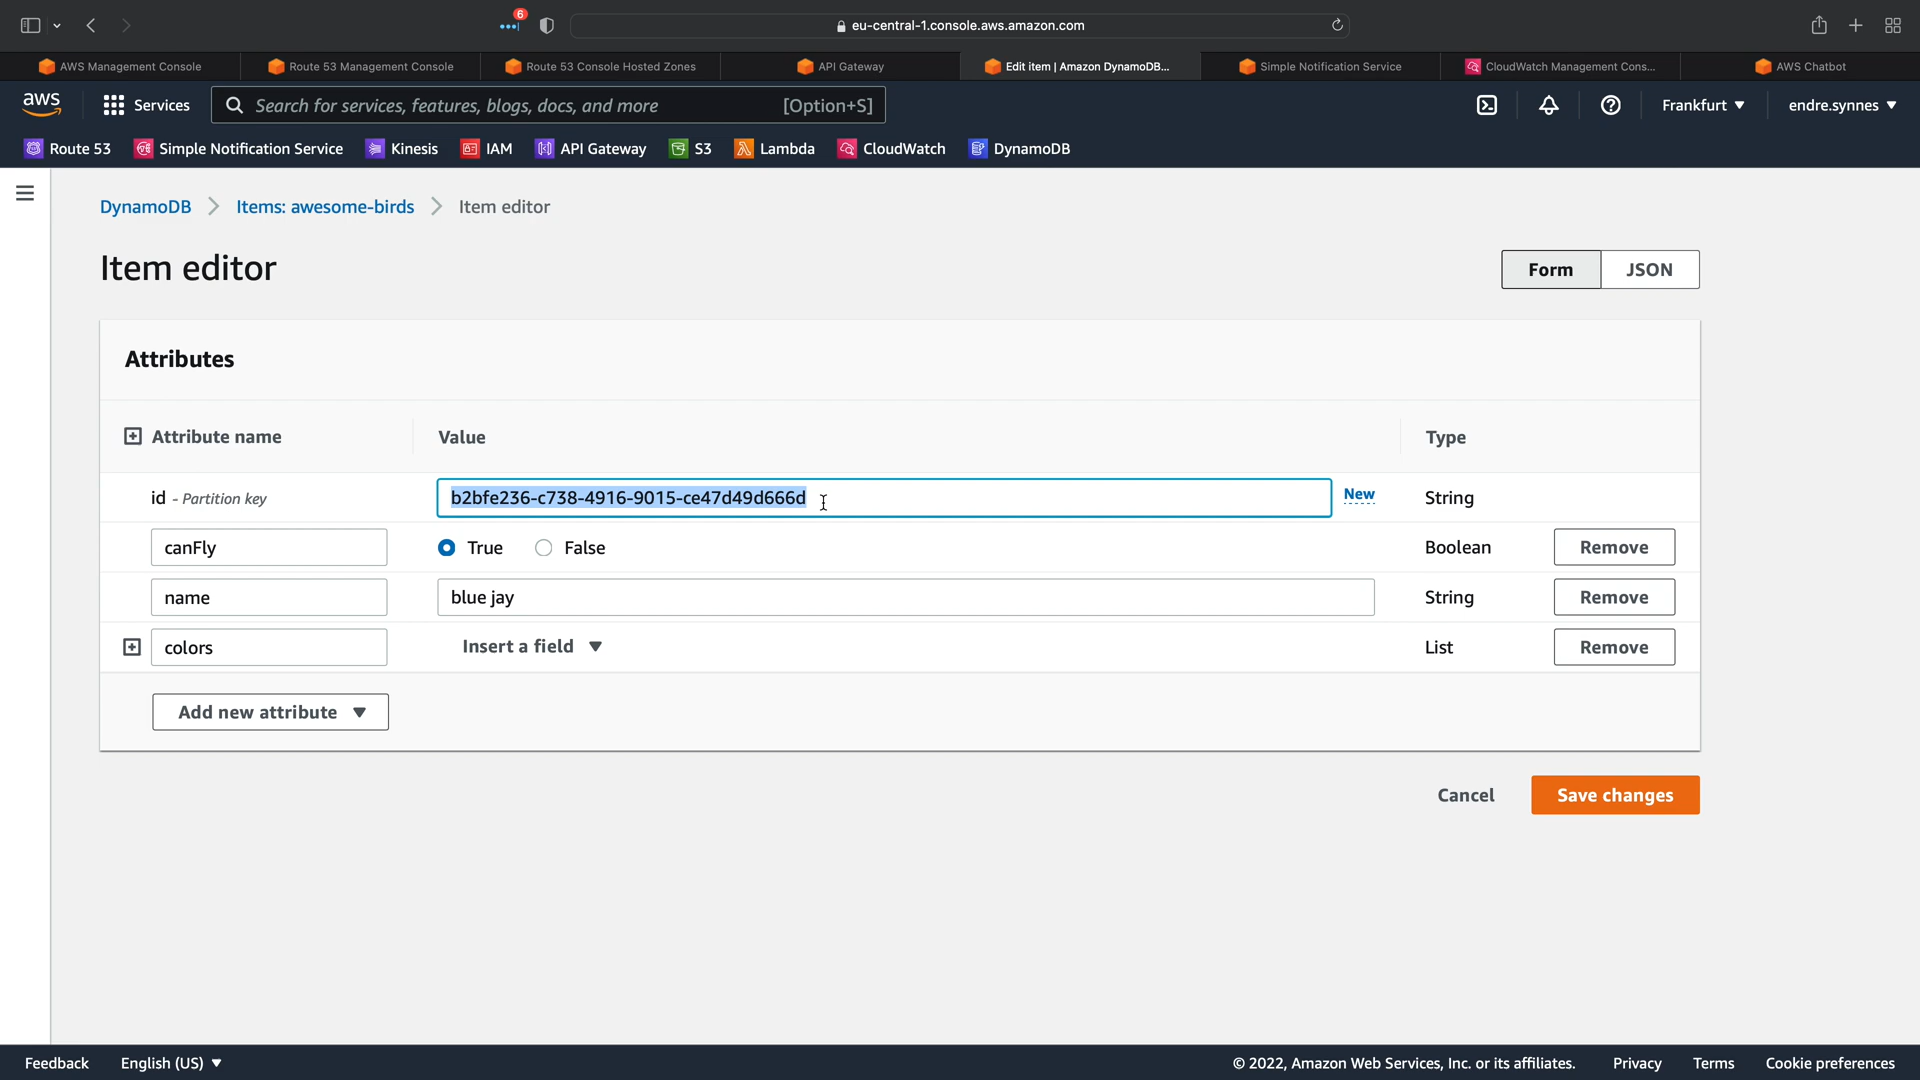 6
eu-central-1.console.aws.amazon.com
AWS Management Console
Route 53 Management Console
Route 53 Console Hosted Zones
API Gateway
Edit item | Amazon DynamoDB...
Simple Notification Service
CloudWatch Management Cons...
AWS Chatbot
aws
Services
Search for services, features, blogs, docs, and more
[Option+S]
Frankfurt
endre.synnes
Route 53
Simple Notification Service
Kinesis
IAM
API Gateway
S3
Lambda
CloudWatch
DynamoDB
DynamoDB
Items: awesome-birds
Item editor
Item editor
Form
JSON
Attributes
Attribute name
Value
Type
id - Partition key
b2bfe236-c738-4916-9015-ce47d49d666d
New
String
canFly
True
False
Boolean
Remove
name
blue jay
String
Remove
colors
Insert a field
List
Remove
Add new attribute
Cancel
Save changes
Feedback
English (US)
© 2022, Amazon Web Services, Inc. or its affiliates.
Privacy
Terms
Cookie preferences